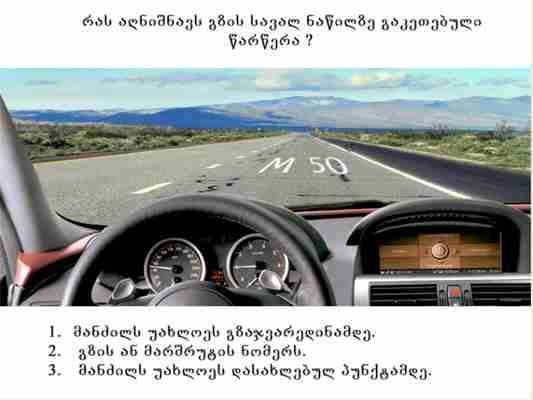 რას აღნიშნავს გზის სავალ ნაწილზე გაკეთებული
წარწერა ?
M 50
1. მანძილს უახლოეს გზაჯვარედინამდე.
2. გზის ან მარშრუტის ნომერს.
3. მანძილს უახლოეს დასახლებულ პუნქტამდე.